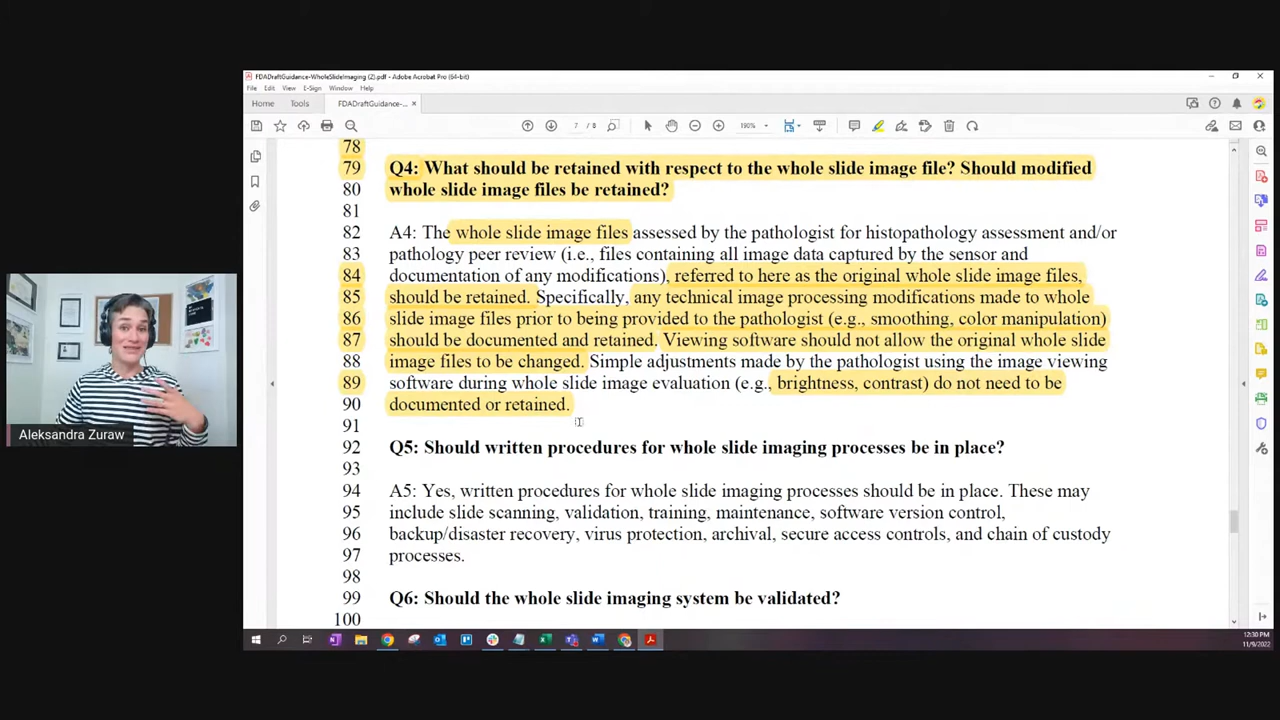 FDADraftGuidance-WholeSlideImaging (2).pdf - Adobe Acrobat Pro (64-bit)
File Edit View E-Sign Window Help
Home Tools FDADraftGuidance-...
7 / 8 190%
78
79 Q4: What should be retained with respect to the whole slide image file? Should modified
80 whole slide image files be retained?
81
82 A4: The whole slide image files assessed by the pathologist for histopathology assessment and/or
83 pathology peer review (i.e., files containing all image data captured by the sensor and
84 documentation of any modifications), referred to here as the original whole slide image files,
85 should be retained. Specifically, any technical image processing modifications made to whole
86 slide image files prior to being provided to the pathologist (e.g., smoothing, color manipulation)
87 should be documented and retained. Viewing software should not allow the original whole slide
88 image files to be changed. Simple adjustments made by the pathologist using the image viewing
89 software during whole slide image evaluation (e.g., brightness, contrast) do not need to be
90 documented or retained.
91
92 Q5: Should written procedures for whole slide imaging processes be in place?
93
94 A5: Yes, written procedures for whole slide imaging processes should be in place. These may
95 include slide scanning, validation, training, maintenance, software version control,
96 backup/disaster recovery, virus protection, archival, secure access controls, and chain of custody
97 processes.
98
99 Q6: Should the whole slide imaging system be validated?
100
Aleksandra Zuraw
12:30 PM
11/9/2022